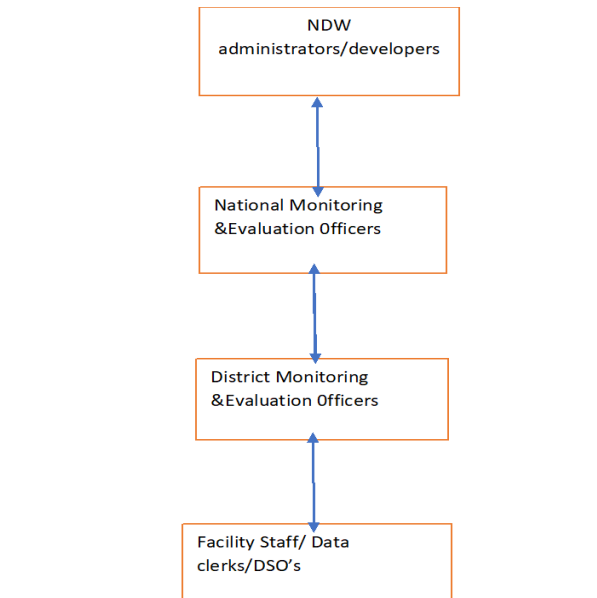 NDW
administrators/developers
National Monitoring
&Evaluation 0fficers
District Monitoring
&Evaluation 0fficers
Facility Staff/ Data
clerks/DSO’s